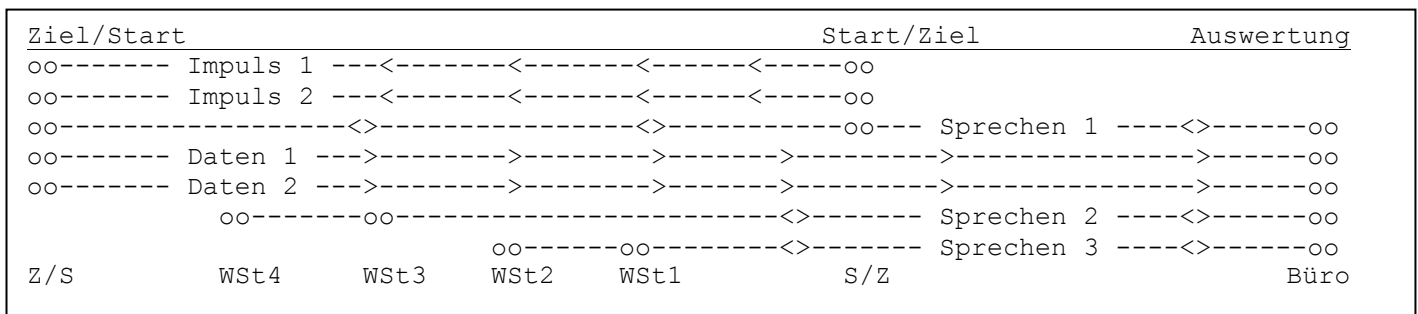 Ziel/Start                                          Start/Ziel              Auswertung
oo------- Impuls 1 ---<-------<-------<------<-----oo
oo------- Impuls 2 ---<-------<-------<------<-----oo
oo------------------<>----------------<>-----------oo--- Sprechen 1 ----<>------oo
oo------- Daten 1 --->-------->-------->------->--------->--------------->------oo
oo------- Daten 2 --->-------->-------->------->--------->--------------->------oo
            oo-------oo------------------------<>------- Sprechen 2 ----<>------oo
                             oo------oo--------<>------- Sprechen 3 ----<>------oo
Z/S         WSt4     WSt3    WSt2    WSt1          S/Z                        Büro